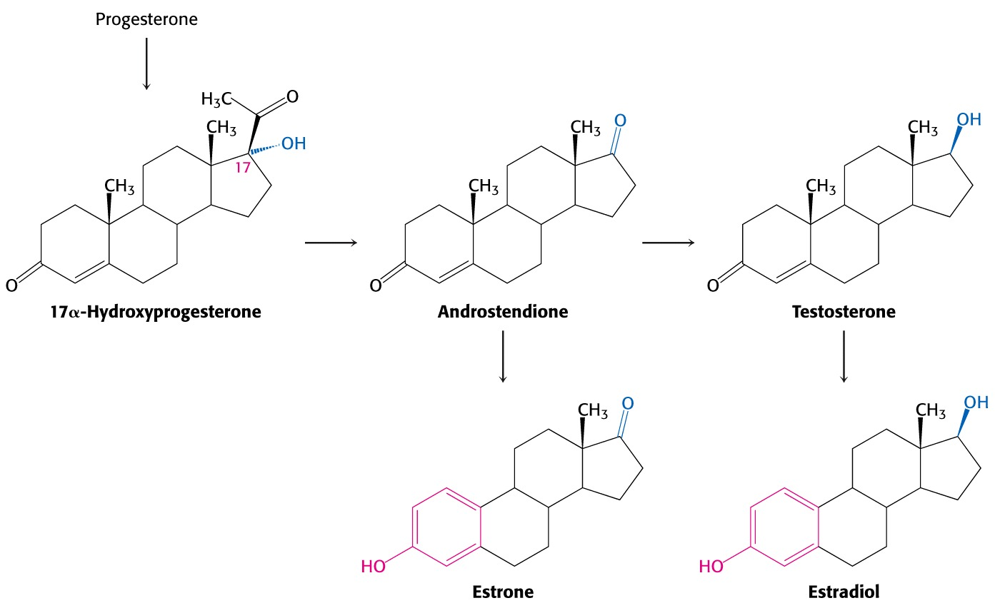 Progesterone
H₃C
O
CH₃
OH
17
CH₃
O
17α-Hydroxyprogesterone
CH₃
O
CH₃
O
Androstendione
CH₃
OH
CH₃
O
Testosterone
CH₃
O
HO
Estrone
CH₃
OH
HO
Estradiol